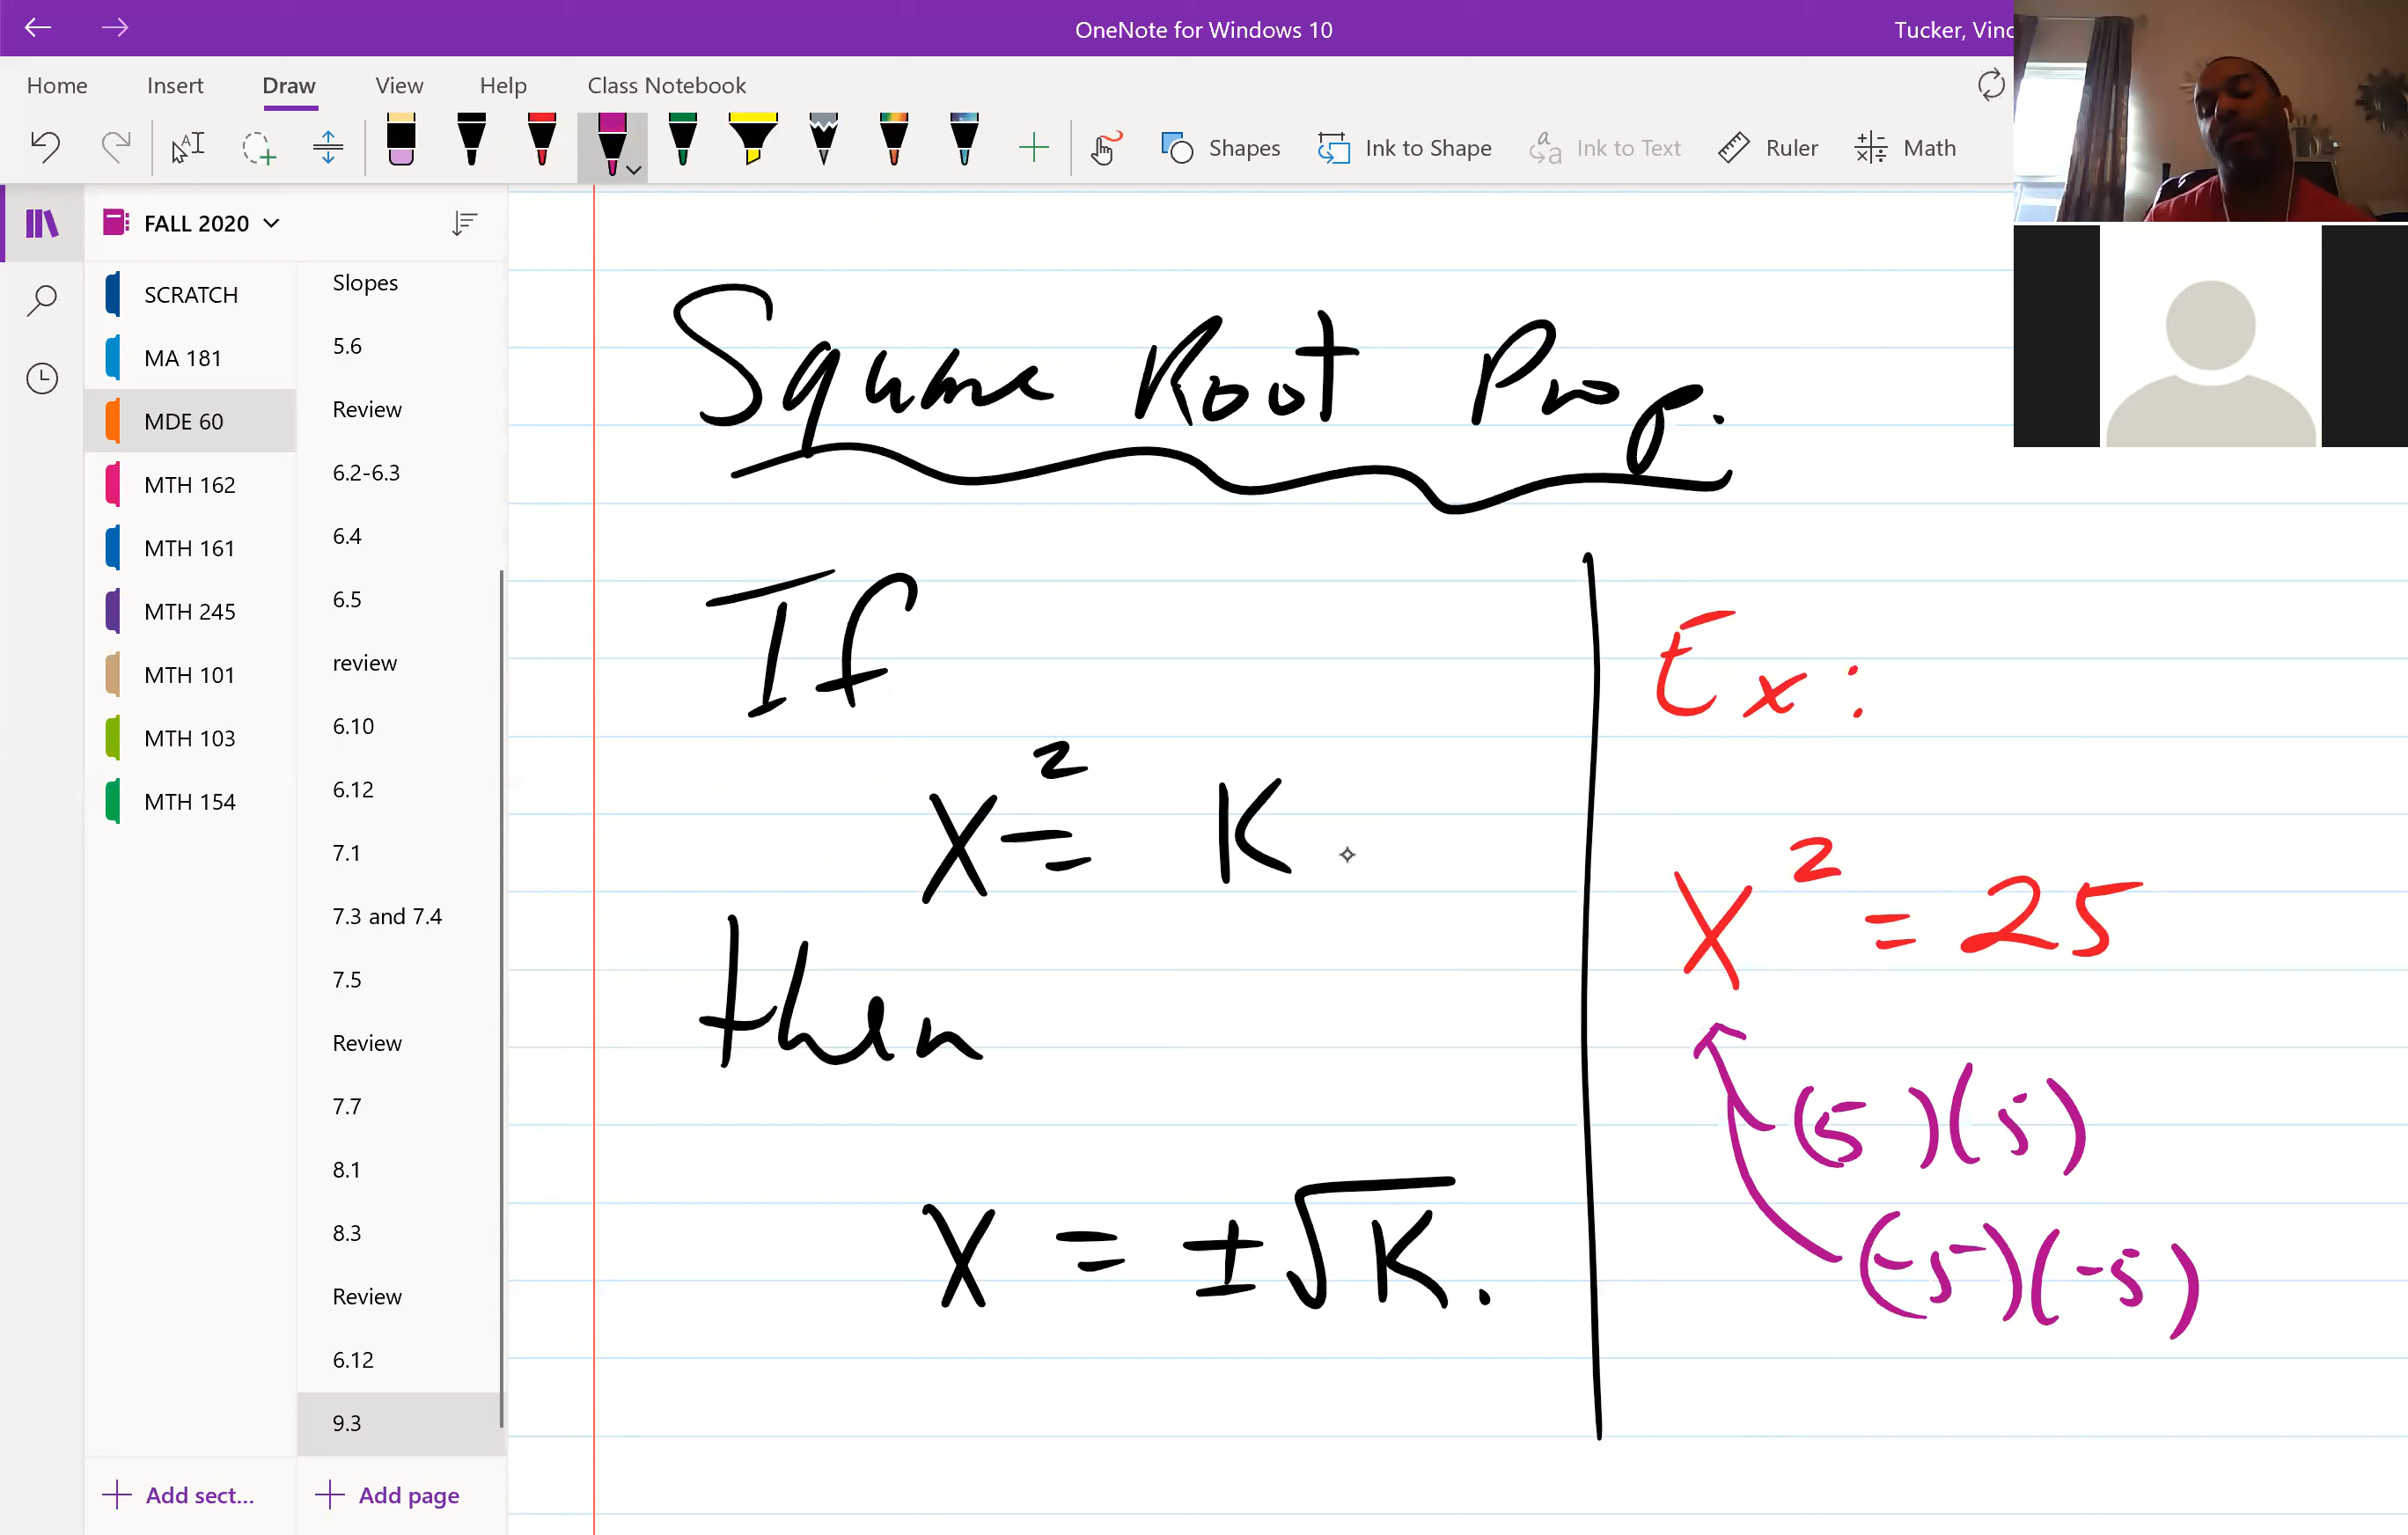 OneNote for Windows 10
Tucker, Vinc
Home Insert Draw View Help Class Notebook
Shapes Ink to Shape Ink to Text Ruler Math
FALL 2020
SCRATCH
MA 181
MDE 60
MTH 162
MTH 161
MTH 245
MTH 101
MTH 103
MTH 154
Add sect...
Slopes
5.6
Review
6.2-6.3
6.4
6.5
review
6.10
6.12
7.1
7.3 and 7.4
7.5
Review
7.7
8.1
8.3
Review
6.12
9.3
Add page
Square Root Prop.
If
X² = K
then
X = ±√K.
Ex:
X² = 25
(5)(5)
(-5)(-5)